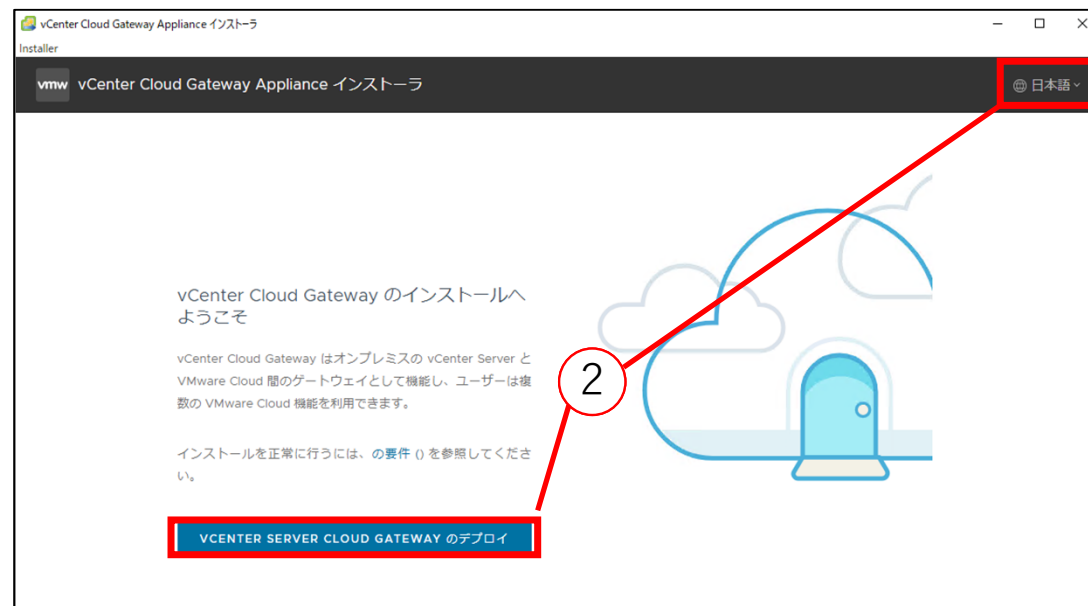 vCenter Cloud Gateway Appliance インストーラ
Installer
vmw vCenter Cloud Gateway Appliance インストーラ
日本語
vCenter Cloud Gateway のインストールへ
ようこそ
vCenter Cloud Gateway はオンプレミスの vCenter Server と
VMware Cloud 間のゲートウェイとして機能し、ユーザーは複
数の VMware Cloud 機能を利用できます。
②
インストールを正常に行うには、の要件 () を参照してくださ
い。
VCENTER SERVER CLOUD GATEWAY のデプロイ